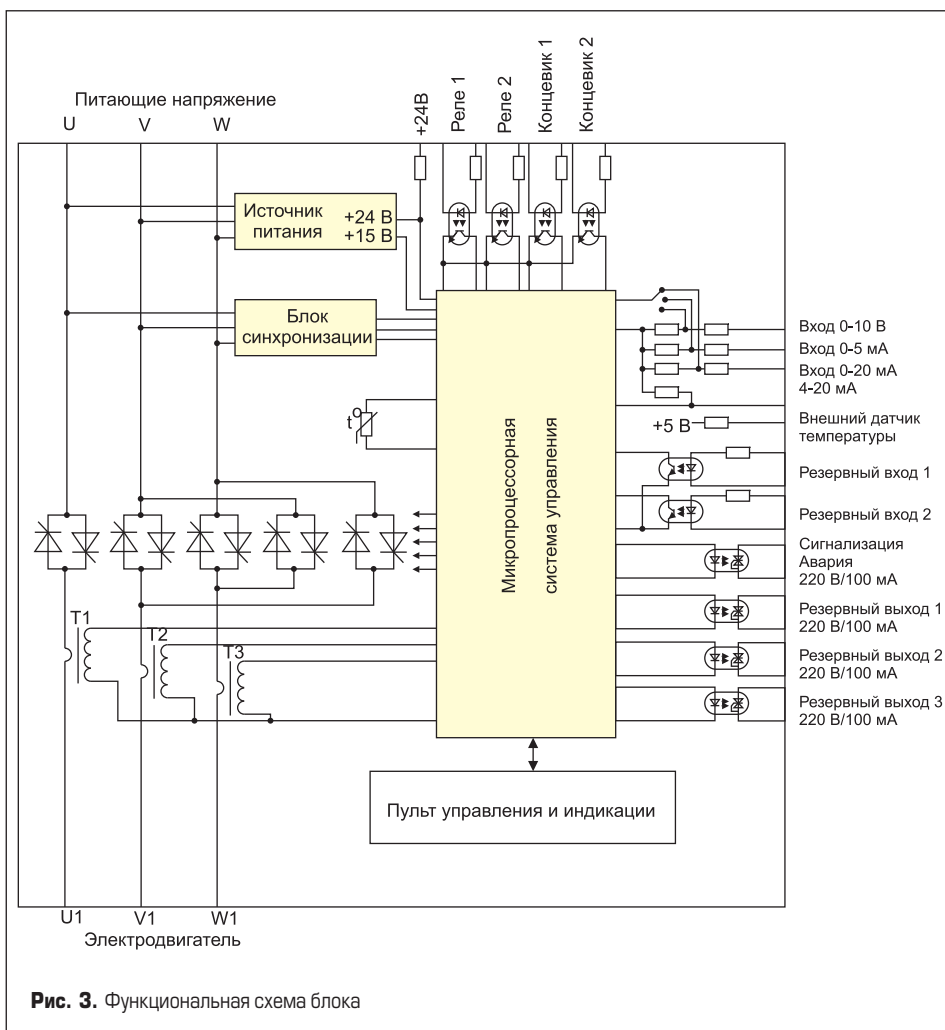 Питающие напряжение
U V W
+24В
Реле 1
Реле 2
Концевик 1
Концевик 2
Источник
питания
+24 В
+15 В
Блок
синхронизации
t°
Микропроцессорная
система управления
Вход 0-10 В
Вход 0-5 мА
Вход 0-20 мА
4-20 мА
+5 В
Внешний датчик
температуры
Резервный вход 1
Резервный вход 2
Сигнализация
Авария
220 В/100 мА
Резервный выход 1
220 В/100 мА
Резервный выход 2
220 В/100 мА
Резервный выход 3
220 В/100 мА
T1
T2
T3
Пульт управления и индикации
U1 V1 W1
Электродвигатель
Рис. 3. Функциональная схема блока